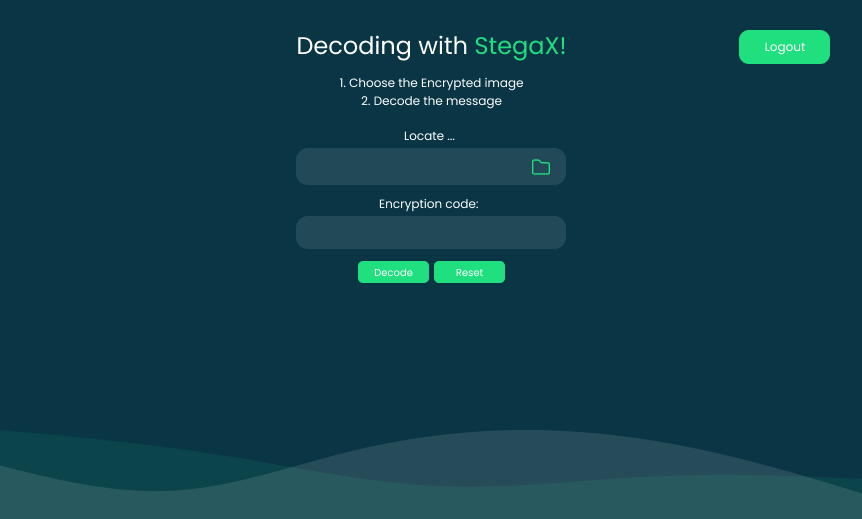 Decoding with StegaX!
Logout
1. Choose the Encrypted image
2. Decode the message
Locate ...
Encryption code:
Decode
Reset